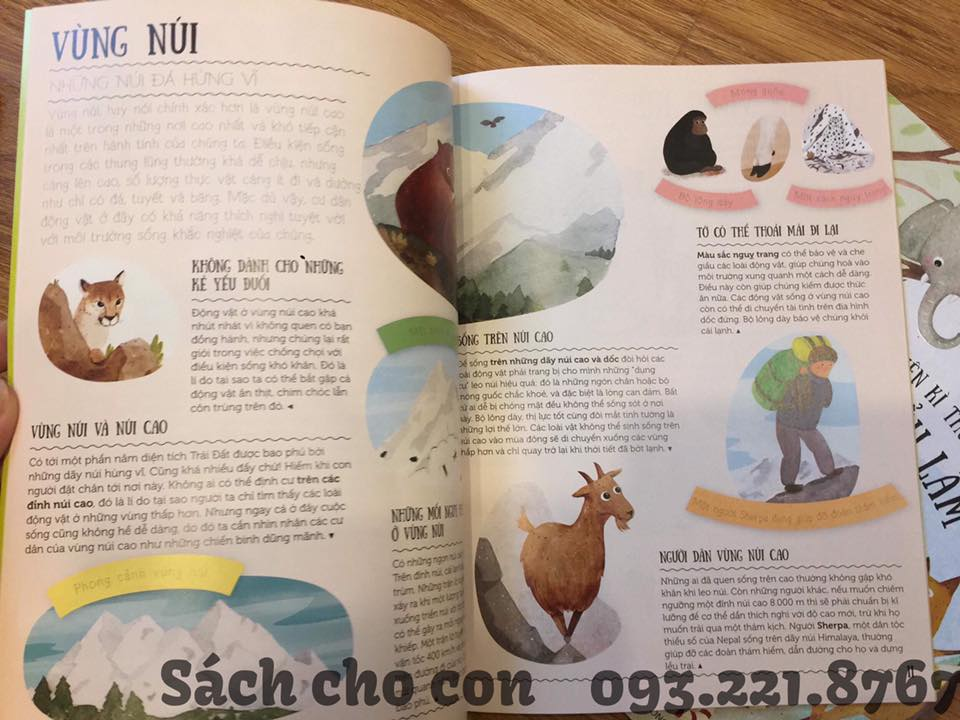 VÙNG NÚI
NHỮNG NÚI ĐÁ HÙNG VĨ
Vùng núi, hay nói chính xác hơn là vùng núi cao
là một trong những nơi cao nhất và khó tiếp cận
nhất trên hành tinh của chúng ta. Điều kiện sống
trong các thung lũng thường khá dễ chịu, nhưng
càng lên cao, số lượng thực vật càng ít đi và dường
như chỉ có đá, tuyết và băng. Mặc dù vậy, cư dân
động vật ở đây có khả năng thích nghi tuyệt vời
với môi trường sống khắc nghiệt của chúng.
KHÔNG DÀNH CHO NHỮNG
KẺ YẾU ĐUỐI
Động vật ở vùng núi cao khá
nhút nhát vì không quen có bạn
đồng hành, nhưng chúng lại rất
giỏi trong việc chống chọi với
điều kiện sống khó khăn. Đó là
lí do tại sao ta có thể bắt gặp cả
động vật ăn thịt, chim chóc lẫn
côn trùng trên đó.
VÙNG NÚI VÀ NÚI CAO
Có tới một phần năm diện tích Trái Đất được bao phủ bởi
những dãy núi hùng vĩ. Cũng khá nhiều đấy chứ! Hiếm khi con
người đặt chân tới nơi này. Không ai có thể định cư trên các
đỉnh núi cao, đó là lí do tại sao người ta chỉ tìm thấy các loài
động vật ở những vùng thấp hơn. Nhưng ngay cả ở đây cuộc
sống cũng không hề dễ dàng, do đó ta cần nhìn nhận các cư
dân của vùng núi cao như những chiến binh dũng mãnh.
Phong cảnh vùng núi
NHỮNG MỐI NGUY
Ở VÙNG NÚI
Có những ngọn núi
trùm. Trên đỉnh núi, cái lạnh
xảy ra khi một lượng
xuống triền núi với
có thể gây ra
khiếp. Một trận
vận tốc 400 km/h
SỐNG TRÊN NÚI CAO
Để sống trên những dãy núi cao và dốc đòi hỏi các
loài động vật phải trang bị cho mình những "dụng
cụ" leo núi hiệu quả: đó là những ngón chân hoặc bộ
móng guốc chắc khoẻ, và đặc biệt là lòng can đảm. Bất
cứ ai dễ bị chóng mặt đều không thể sống sót ở nơi
này. Bộ lông dày, thị lực tốt cùng đôi mắt tinh tường là
những lợi thế lớn. Các loài vật không thể sinh sống trên
núi cao vào mùa đông sẽ di chuyển xuống các vùng
thấp hơn và chỉ quay trở lại khi thời tiết đã bớt lạnh.
Móng guốc
Bộ lông dày
TỚ CÓ THỂ THOẢI MÁI ĐI LẠI
Màu sắc nguỵ trang có thể bảo vệ và che
giấu các loài động vật, giúp chúng hoà vào
môi trường xung quanh một cách dễ dàng.
Điều này còn giúp chúng kiếm được thức
ăn nữa. Các động vật sống ở vùng núi cao
còn có thể di chuyển tài tình trên địa hình
dốc đứng. Bộ lông dày bảo vệ chúng khỏi
cái lạnh.
Một người Sherpa đang giúp đỡ đoàn thám hiểm
NGƯỜI DÂN VÙNG NÚI CAO
Những ai đã quen sống trên cao thường không gặp khó
khăn khi leo núi. Còn những người khác, nếu muốn chiêm
ngưỡng một đỉnh núi cao 8.000 m thì sẽ phải chuẩn bị kĩ
lưỡng để cơ thể dần thích nghi với độ cao mới, trừ khi họ
muốn trải qua một thảm kịch. Người Sherpa, một dân tộc
thiểu số của Nepal sống trên dãy núi Himalaya, thường
giúp đỡ các đoàn thám hiểm, dẫn đường cho họ và dựng
lều trại.
LÂM
Sách cho con 093.221.8767